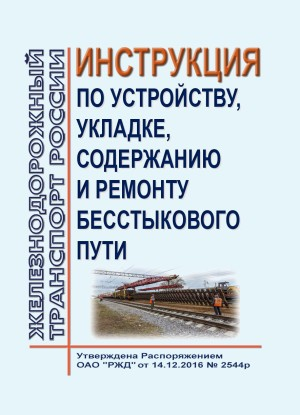 ЖЕЛЕЗНОДОРОЖНЫЙ
ТРАНСПОРТ РОССИИ
ИНСТРУКЦИЯ
ПО УСТРОЙСТВУ,
УКЛАДКЕ,
СОДЕРЖАНИЮ
И РЕМОНТУ
БЕССТЫКОВОГО
ПУТИ
Утверждена Распоряжением
ОАО "РЖД" от 14.12.2016 № 2544р